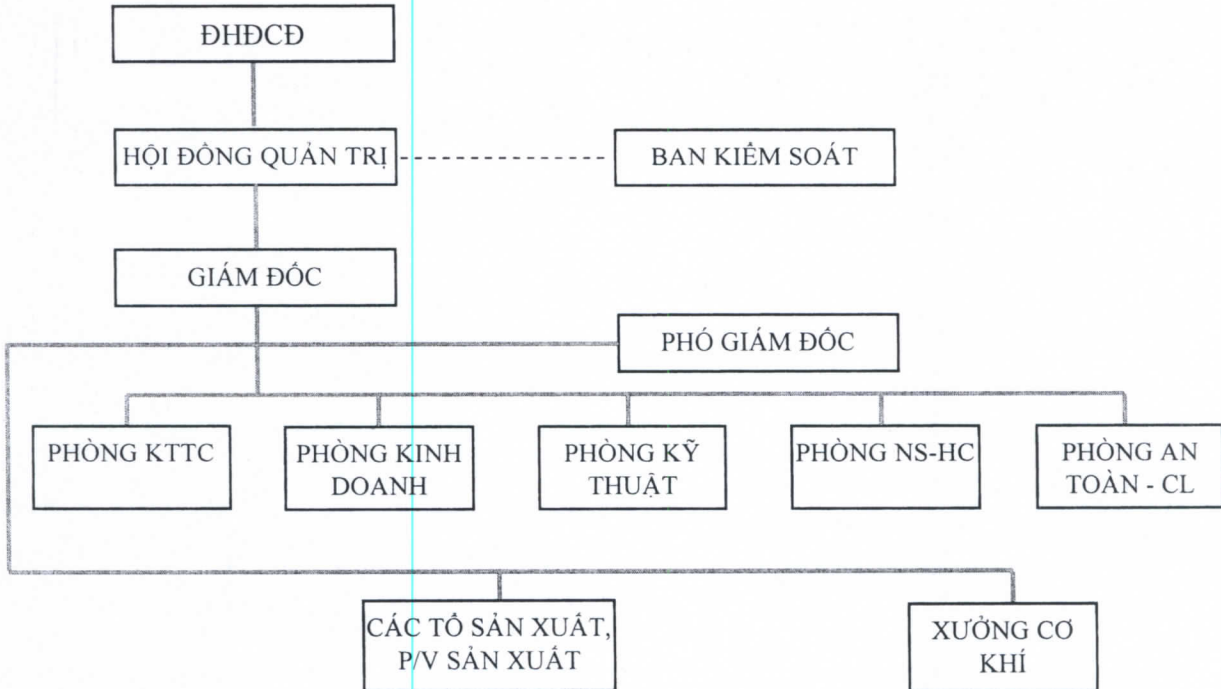 ĐHĐCĐ
HỘI ĐỒNG QUẢN TRỊ
BAN KIỂM SOÁT
GIÁM ĐỐC
PHÓ GIÁM ĐỐC
PHÒNG KTTC
PHÒNG KINH
DOANH
PHÒNG KỸ
THUẬT
PHÒNG NS-HC
PHÒNG AN
TOÀN - CL
CÁC TỔ SẢN XUẤT,
P/V SẢN XUẤT
XƯỞNG CƠ
KHÍ